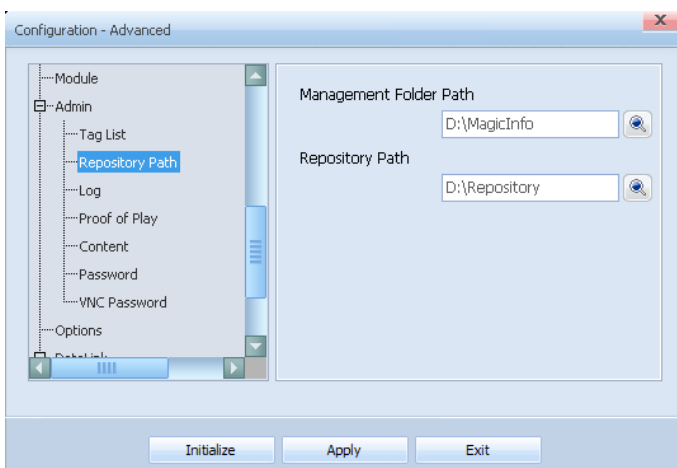 Configuration - Advanced
x
Module
Admin
Tag List
Repository Path
Log
Proof of Play
Content
Password
VNC Password
Options
DataLink
Management Folder Path
D:\MagicInfo
Repository Path
D:\Repository
Initialize
Apply
Exit